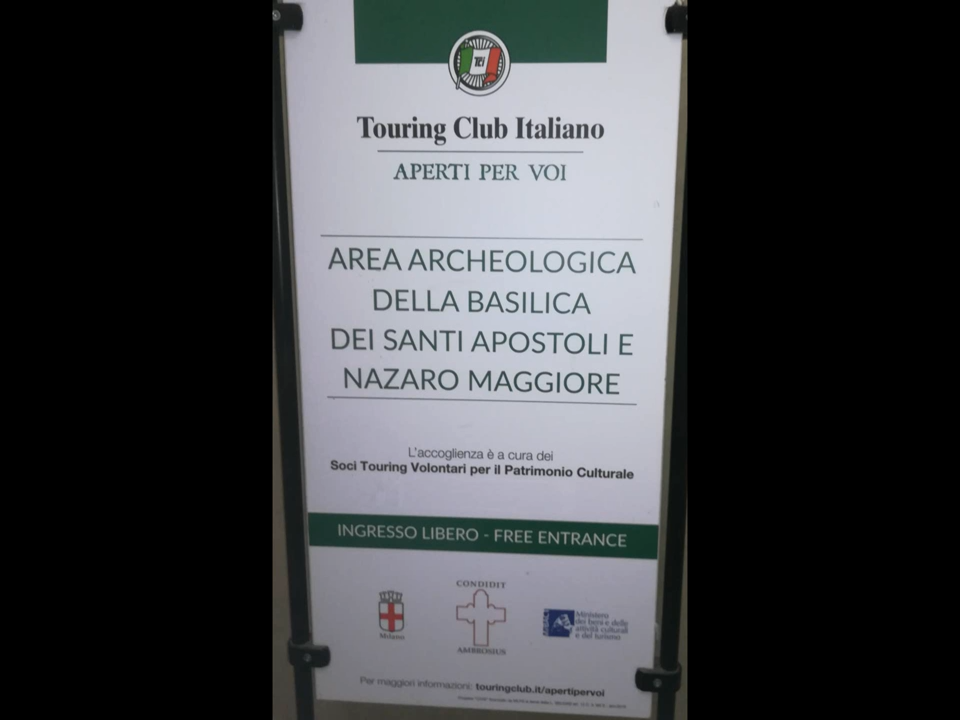 Tci
Touring Club Italiano
APERTI PER VOI
AREA ARCHEOLOGICA
DELLA BASILICA
DEI SANTI APOSTOLI E
NAZARO MAGGIORE
L'accoglienza è a cura dei
Soci Touring Volontari per il Patrimonio Culturale
INGRESSO LIBERO - FREE ENTRANCE
CONDIDIT
AMBROSIUS
Milano
Ministero
dei beni e delle
attività culturali
e del turismo
Per maggiori informazioni: touringclub.it/apertipervoi